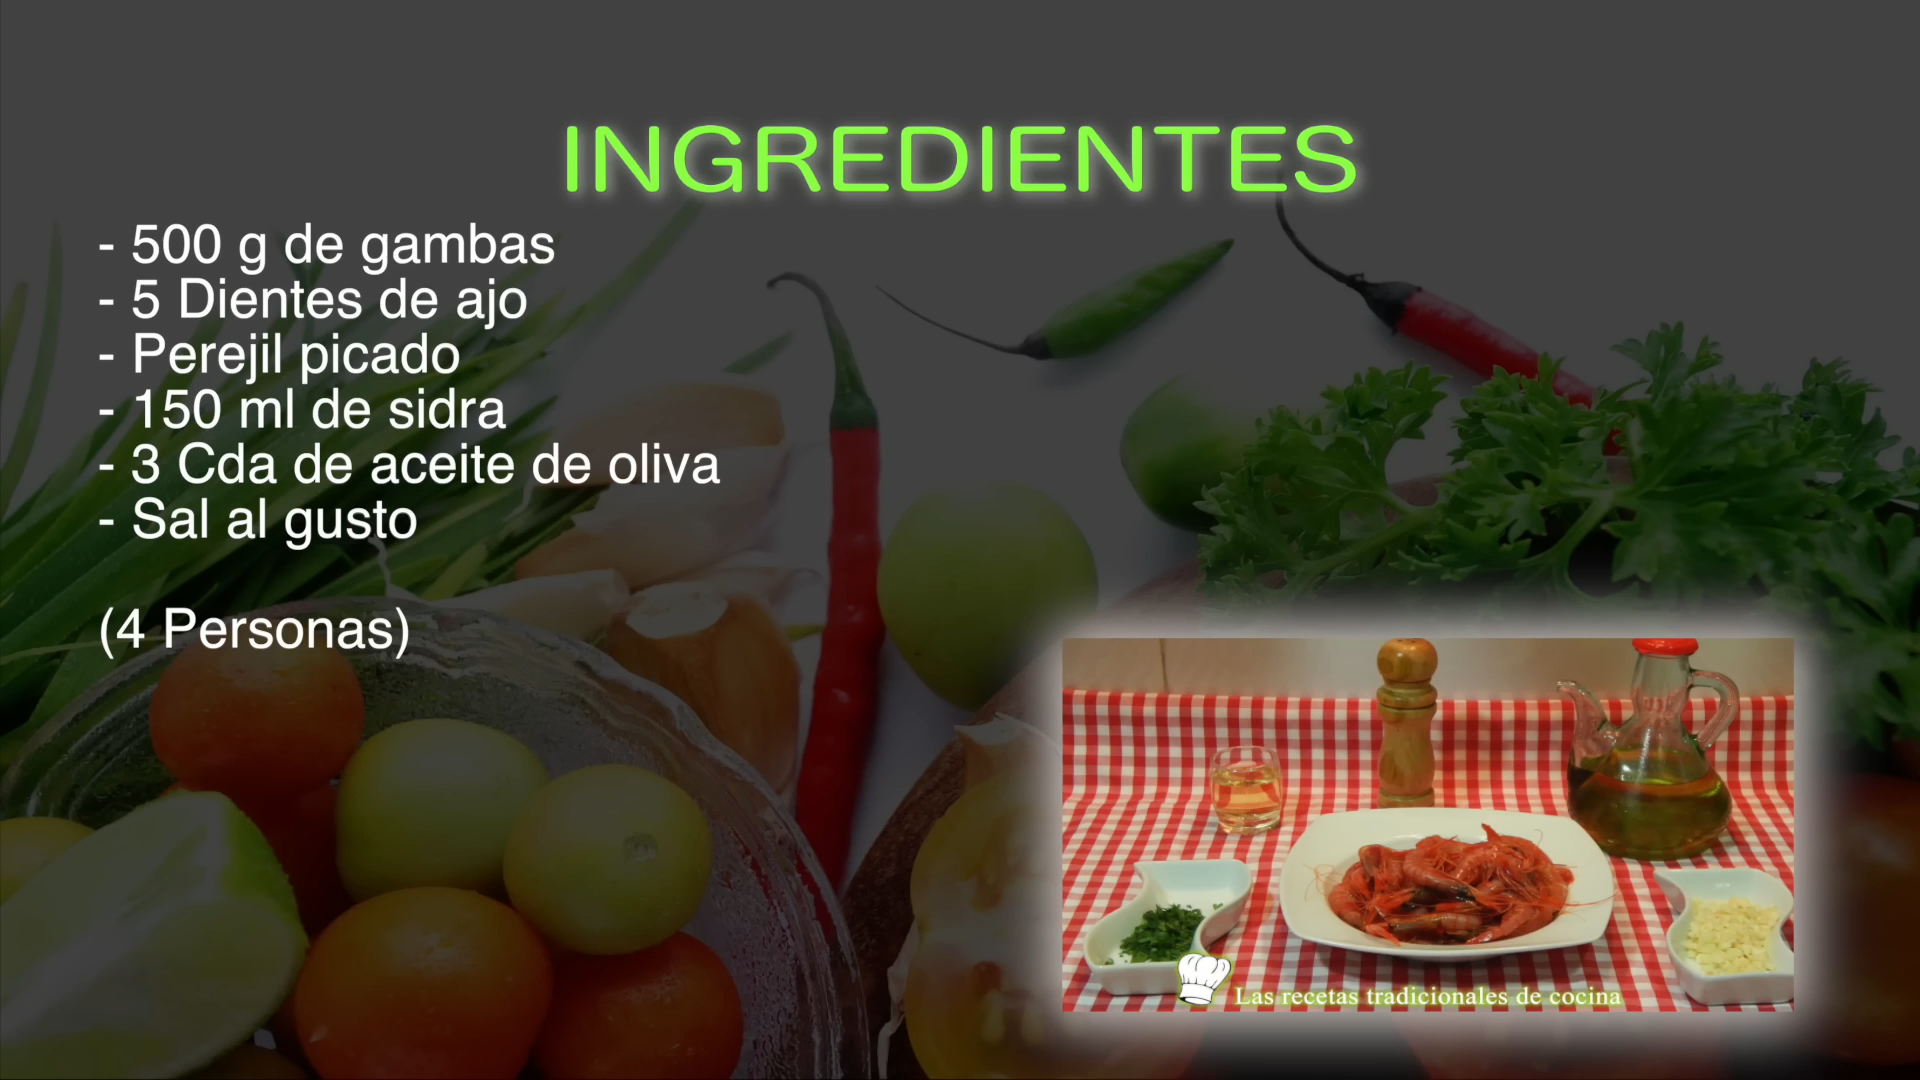 INGREDIENTES
- 500 g de gambas
- 5 Dientes de ajo
- Perejil picado
- 150 ml de sidra
- 3 Cda de aceite de oliva
- Sal al gusto
(4 Personas)
Las recetas tradicionales de cocina